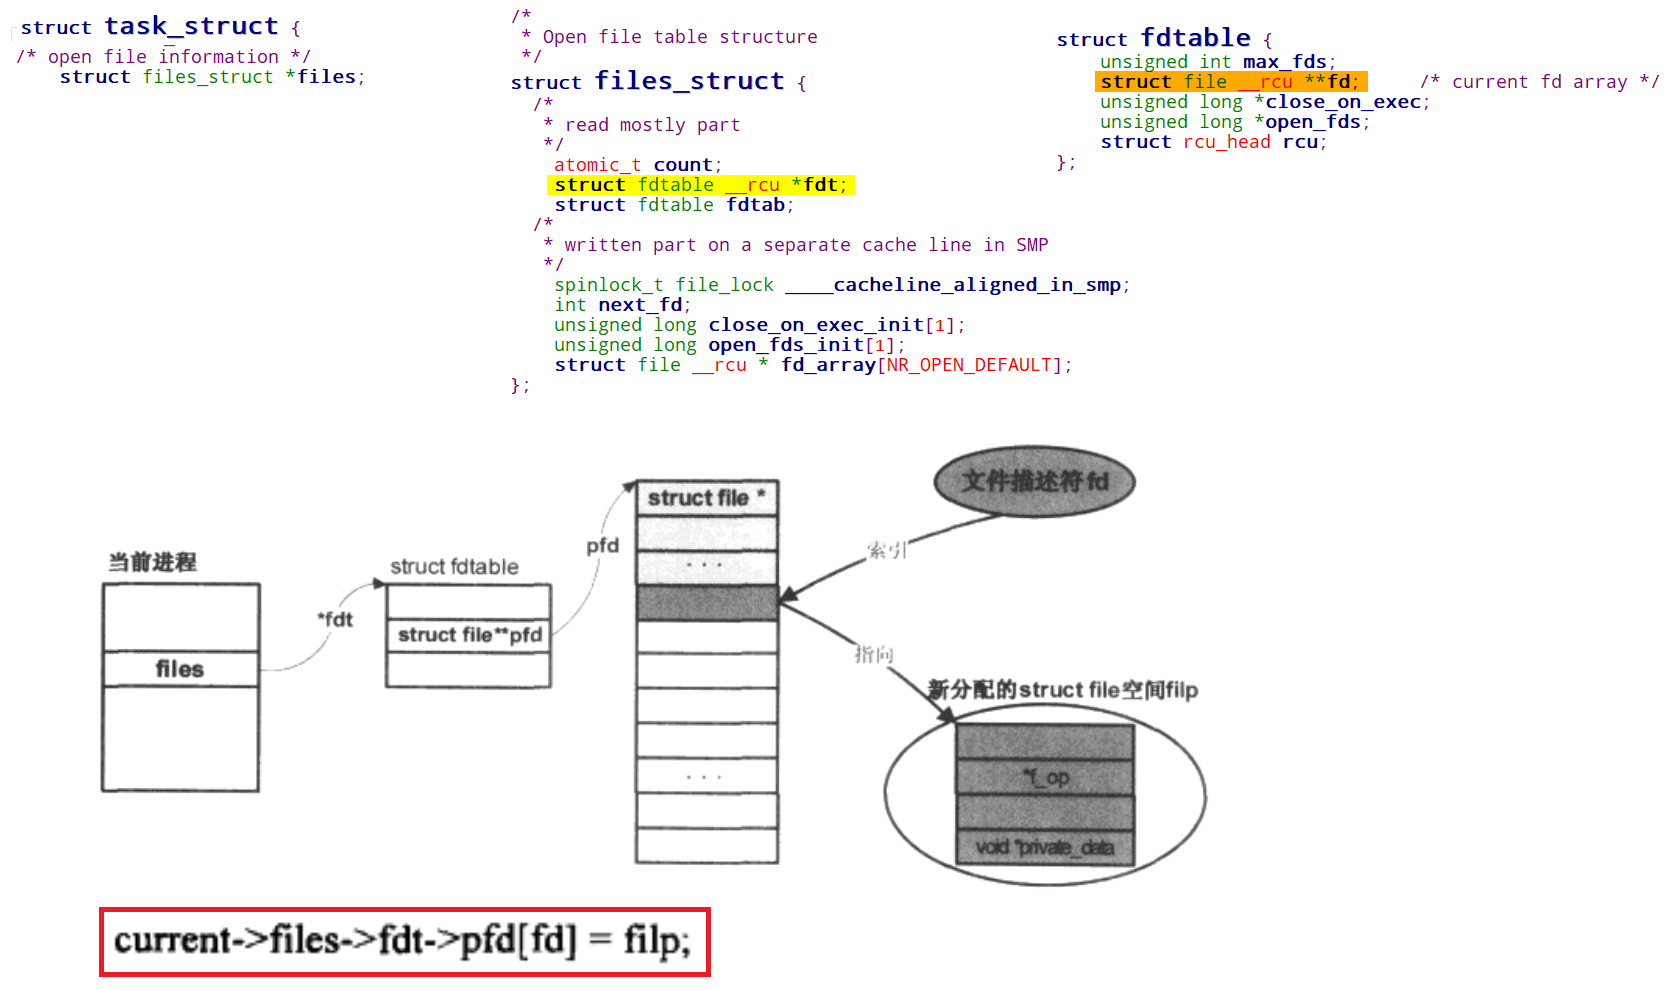 struct task_struct {
/* open file information */
struct files_struct *files;
/*
* Open file table structure
*/
struct files_struct {
/*
* read mostly part
*/
atomic_t count;
struct fdtable __rcu *fdt;
struct fdtable fdtab;
/*
* written part on a separate cache line in SMP
*/
spinlock_t file_lock ____cacheline_aligned_in_smp;
int next_fd;
unsigned long close_on_exec_init[1];
unsigned long open_fds_init[1];
struct file __rcu * fd_array[NR_OPEN_DEFAULT];
};
struct fdtable {
unsigned int max_fds;
struct file __rcu **fd; /* current fd array */
unsigned long *close_on_exec;
unsigned long *open_fds;
struct rcu_head rcu;
};
当前进程
files
*fdt
struct fdtable
struct file**pfd
pfd
struct file *
. . .
. . .
文件描述符fd
索引
指向
新分配的struct file空间filp
*f_op
void *private_data
current->files->fdt->pfd[fd] = filp;